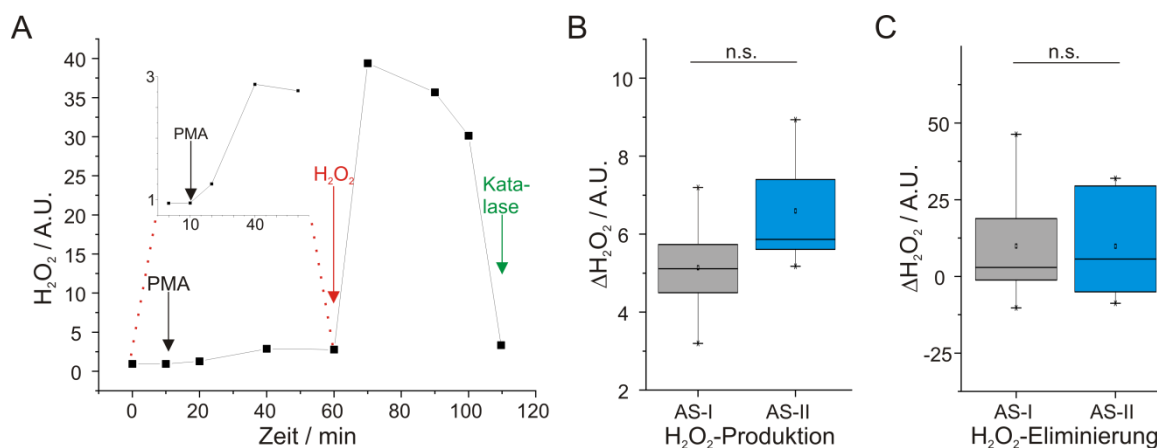 A
H₂O₂ / A.U.
40
35
30
25
20
15
10
5
0
0 20 40 60 80 100 120
Zeit / min
3
1
10 40
PMA
PMA
H₂O₂
Kata-
lase
B
n.s.
ΔH₂O₂ / A.U.
10
8
6
4
2
AS-I AS-II
H₂O₂-Produktion
C
n.s.
ΔH₂O₂ / A.U.
50
25
0
-25
AS-I AS-II
H₂O₂-Eliminierung